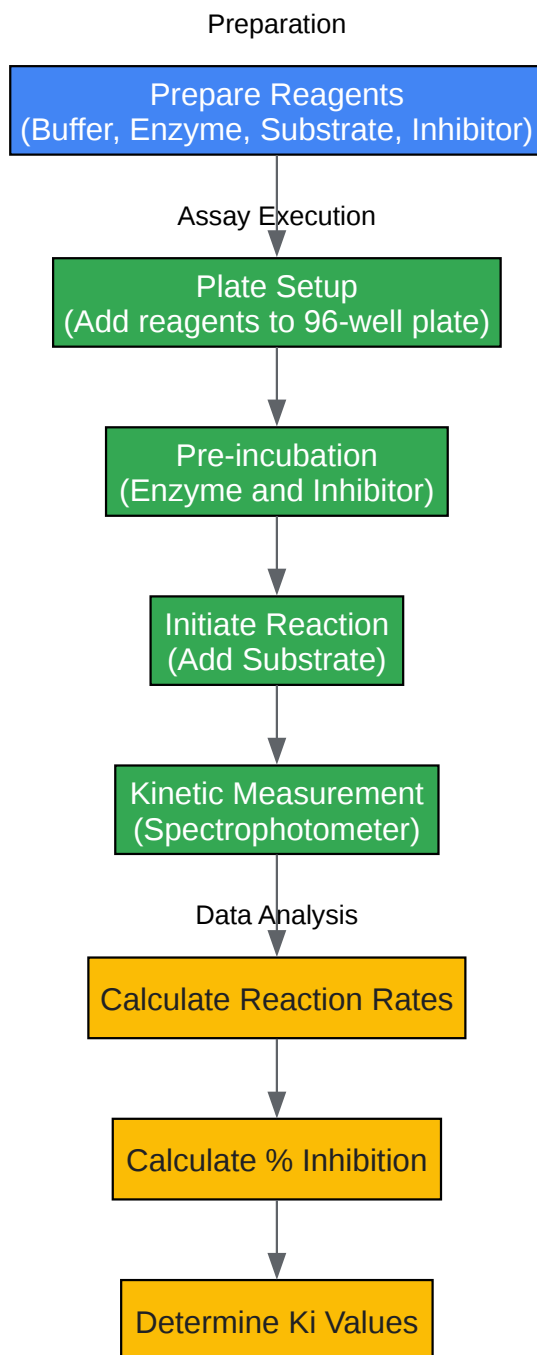 Preparation
Prepare Reagents
(Buffer, Enzyme, Substrate, Inhibitor)
Assay Execution
Plate Setup
(Add reagents to 96-well plate)
Pre-incubation
(Enzyme and Inhibitor)
Initiate Reaction
(Add Substrate)
Kinetic Measurement
(Spectrophotometer)
Data Analysis
Calculate Reaction Rates
Calculate % Inhibition
Determine Ki Values